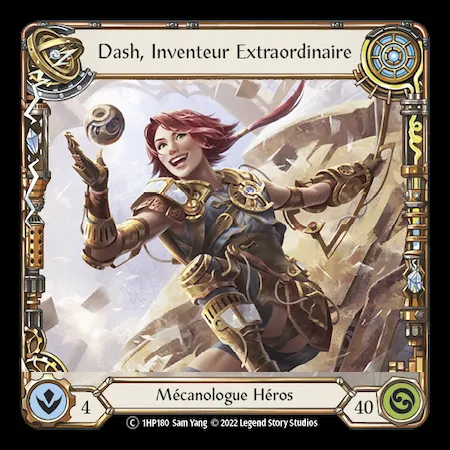 Dash, Inventeur Extraordinaire
4
Mécanologue Héros
40
C 1HP180 Sam Yang © 2022 Legend Story Studios